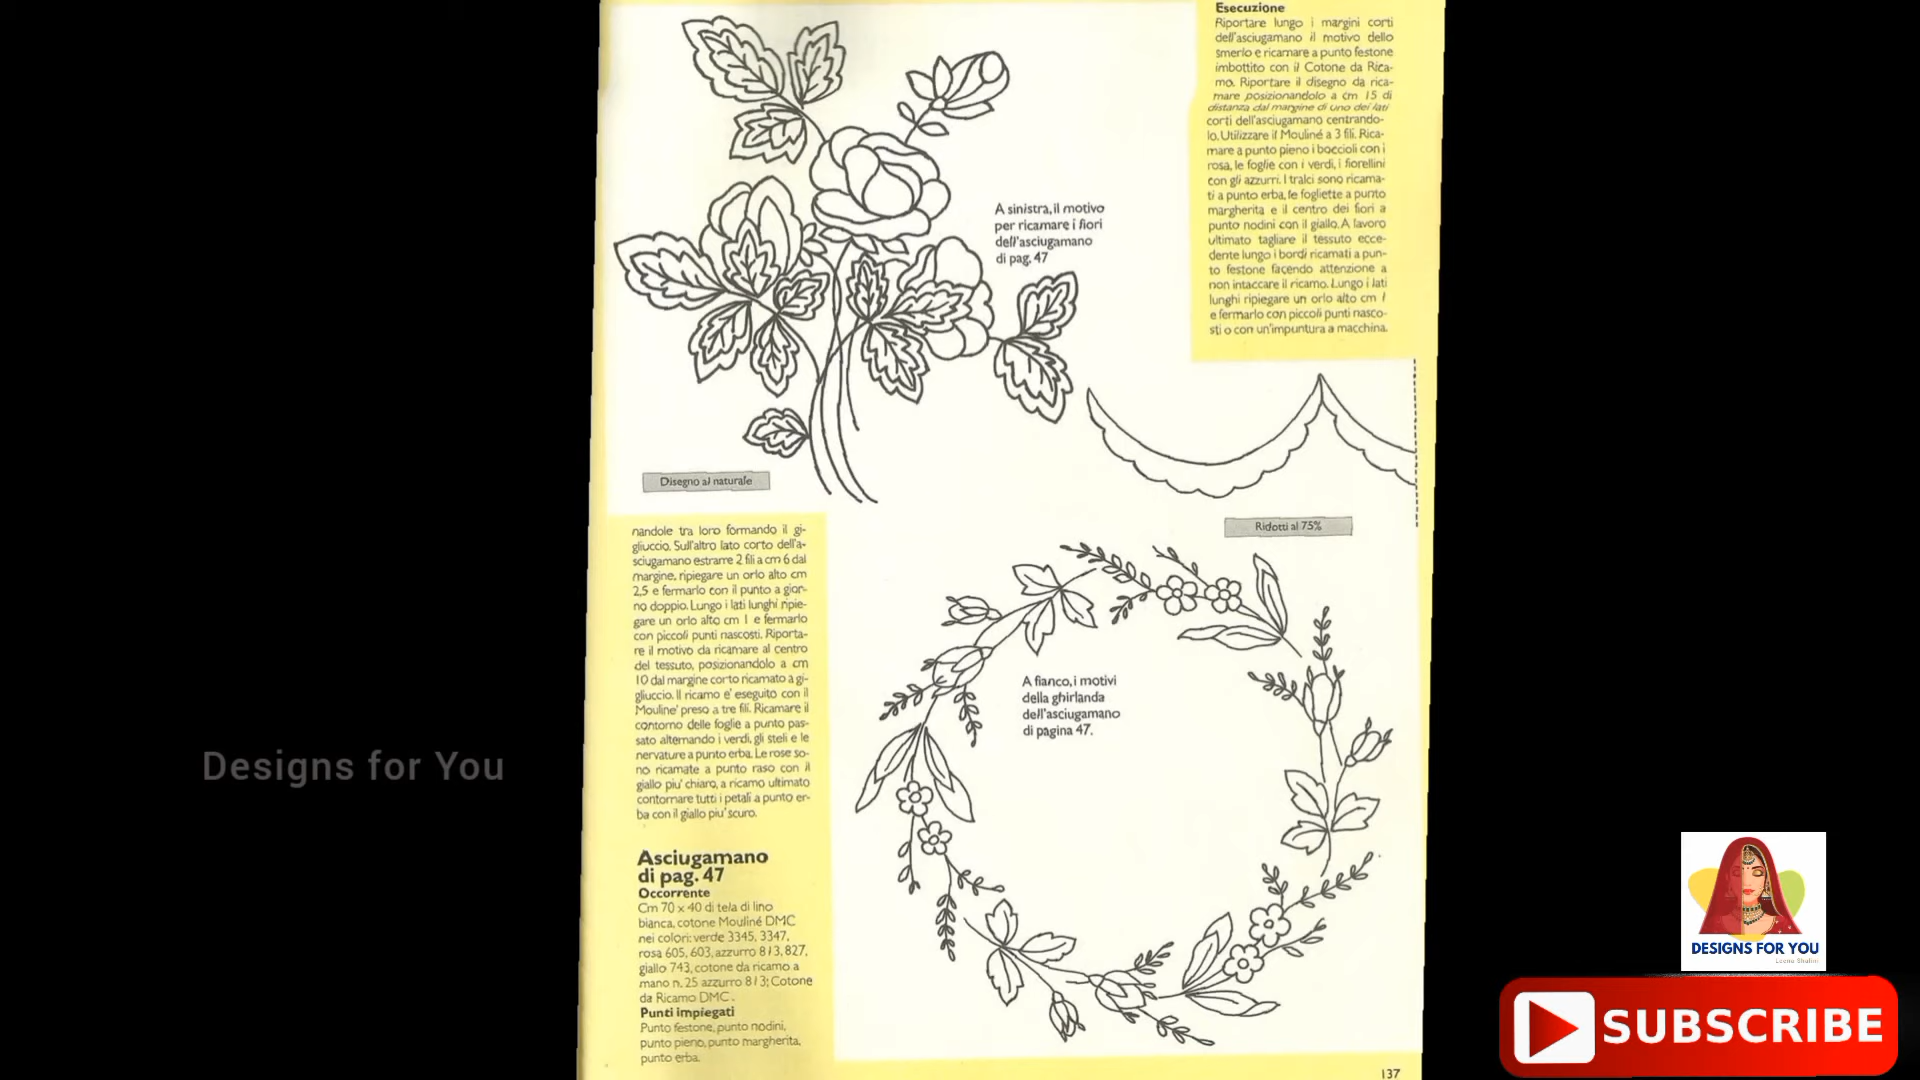 Esecuzione
Riportare lungo i margini corti
dell'asciugamano il motivo dello
smerlo e ricamare a punto festone
imbottito con il Cotone da Rica-
mo. Riportare il disegno da rica-
mare posizionandolo a cm 15 di
distanza dal margine di uno dei lati
corti dell'asciugamano centrando-
lo. Utilizzare il Mouliné a 3 fili. Rica-
mare a punto pieno i boccioli con i
rosa, le foglie con i verdi, i fiorellini
con gli azzurri. I tralci sono ricama-
ti a punto erba, le fogliette a punto
margherita e il centro dei fiori a
punto nodini con il giallo. A lavoro
ultimato tagliare il tessuto ecce-
dente lungo i bordi ricamati a pun-
to festone facendo attenzione a
non intaccare il ricamo. Lungo i lati
lunghi ripiegare un orlo alto cm 1
e fermarlo con piccoli punti nasco-
sti o con un'impuntura a macchina.
A sinistra, il motivo
per ricamare i fiori
dell'asciugamano
di pag. 47
Disegno al naturale
Ridotti al 75%
nandole tra loro formando il gi-
gliuccio. Sull'altro lato corto dell'a-
sciugamano estrarre 2 fili a cm 6 dal
margine, ripiegare un orlo alto cm
2,5 e fermarlo con il punto a gior-
no doppio. Lungo i lati lunghi ripie-
gare un orlo alto cm 1 e fermarlo
con piccoli punti nascosti. Riporta-
re il motivo da ricamare al centro
del tessuto, posizionandolo a cm
10 dal margine corto ricamato a gi-
gliuccio. Il ricamo e' eseguito con il
Mouline' preso a tre fili. Ricamare il
contorno delle foglie a punto pas-
sato alternando i verdi, gli steli e le
nervature a punto erba. Le rose so-
no ricamate a punto raso con il
giallo piu' chiaro, a ricamo ultimato
contornare tutti i petali a punto er-
ba con il giallo piu' scuro.
A fianco, i motivi
della ghirlanda
dell'asciugamano
di pagina 47.
Asciugamano
di pag. 47
Occorrente
Cm 70 x 40 di tela di lino
bianca, cotone Mouliné DMC
nei colori: verde 3345, 3347,
rosa 605, 603, azzurro 813, 827,
giallo 743, cotone da ricamo a
mano n. 25 azzurro 813; Cotone
da Ricamo DMC.
Punti impiegati
Punto festone, punto nodini,
punto pieno, punto margherita,
punto erba.
137
Designs for You
DESIGNS FOR YOU
SUBSCRIBE